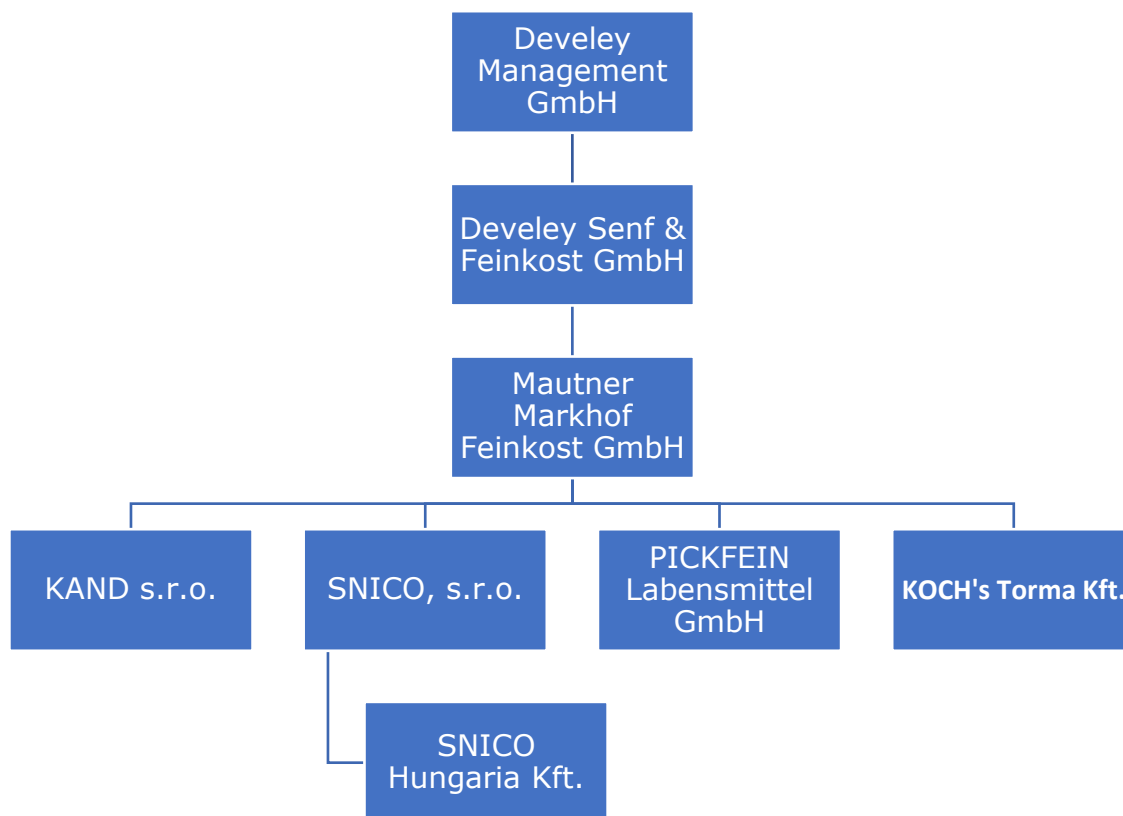 Develey
Management
GmbH
Develey Senf &
Feinkost GmbH
Mautner
Markhof
Feinkost GmbH
KAND s.r.o.
SNICO, s.r.o.
PICKFEIN
Labensmittel
GmbH
KOCH's Torma Kft.
SNICO
Hungaria Kft.